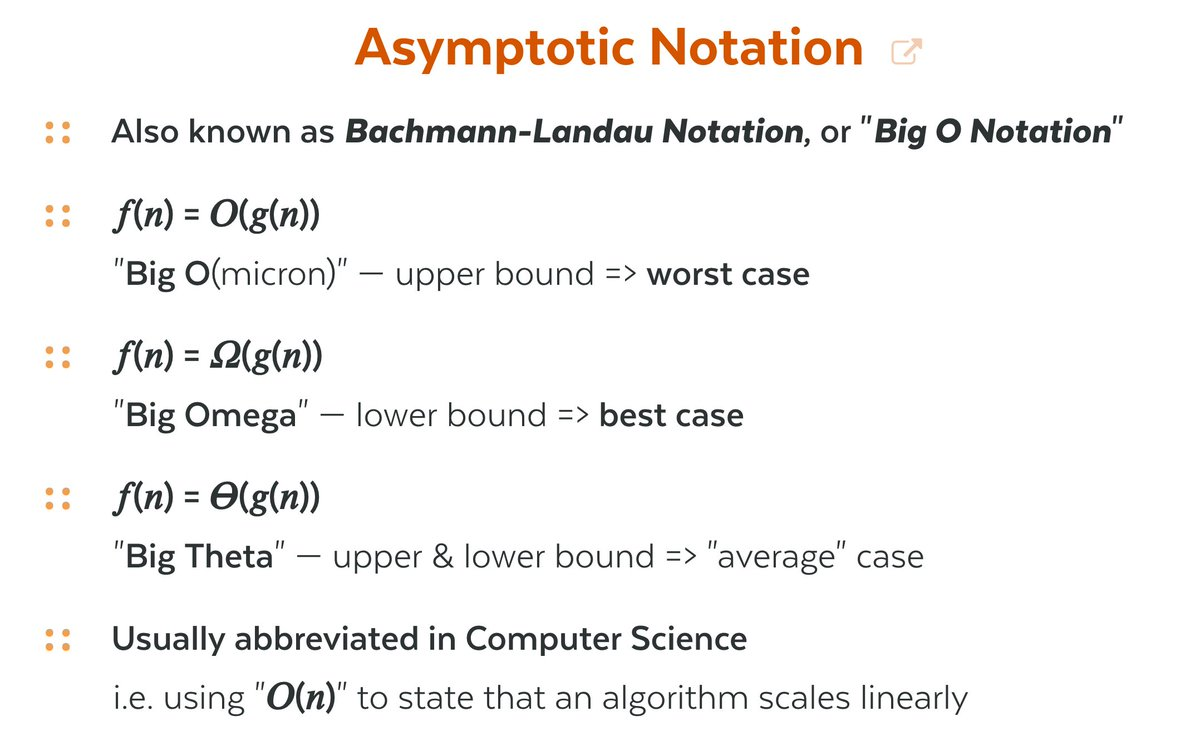 Asymptotic Notation
Also known as Bachmann-Landau Notation, or "Big O Notation"
f(n) = O(g(n))
"Big O(micron)" — upper bound => worst case
f(n) = Ω(g(n))
"Big Omega" — lower bound => best case
f(n) = Θ(g(n))
"Big Theta" — upper & lower bound => "average" case
Usually abbreviated in Computer Science
i.e. using "O(n)" to state that an algorithm scales linearly